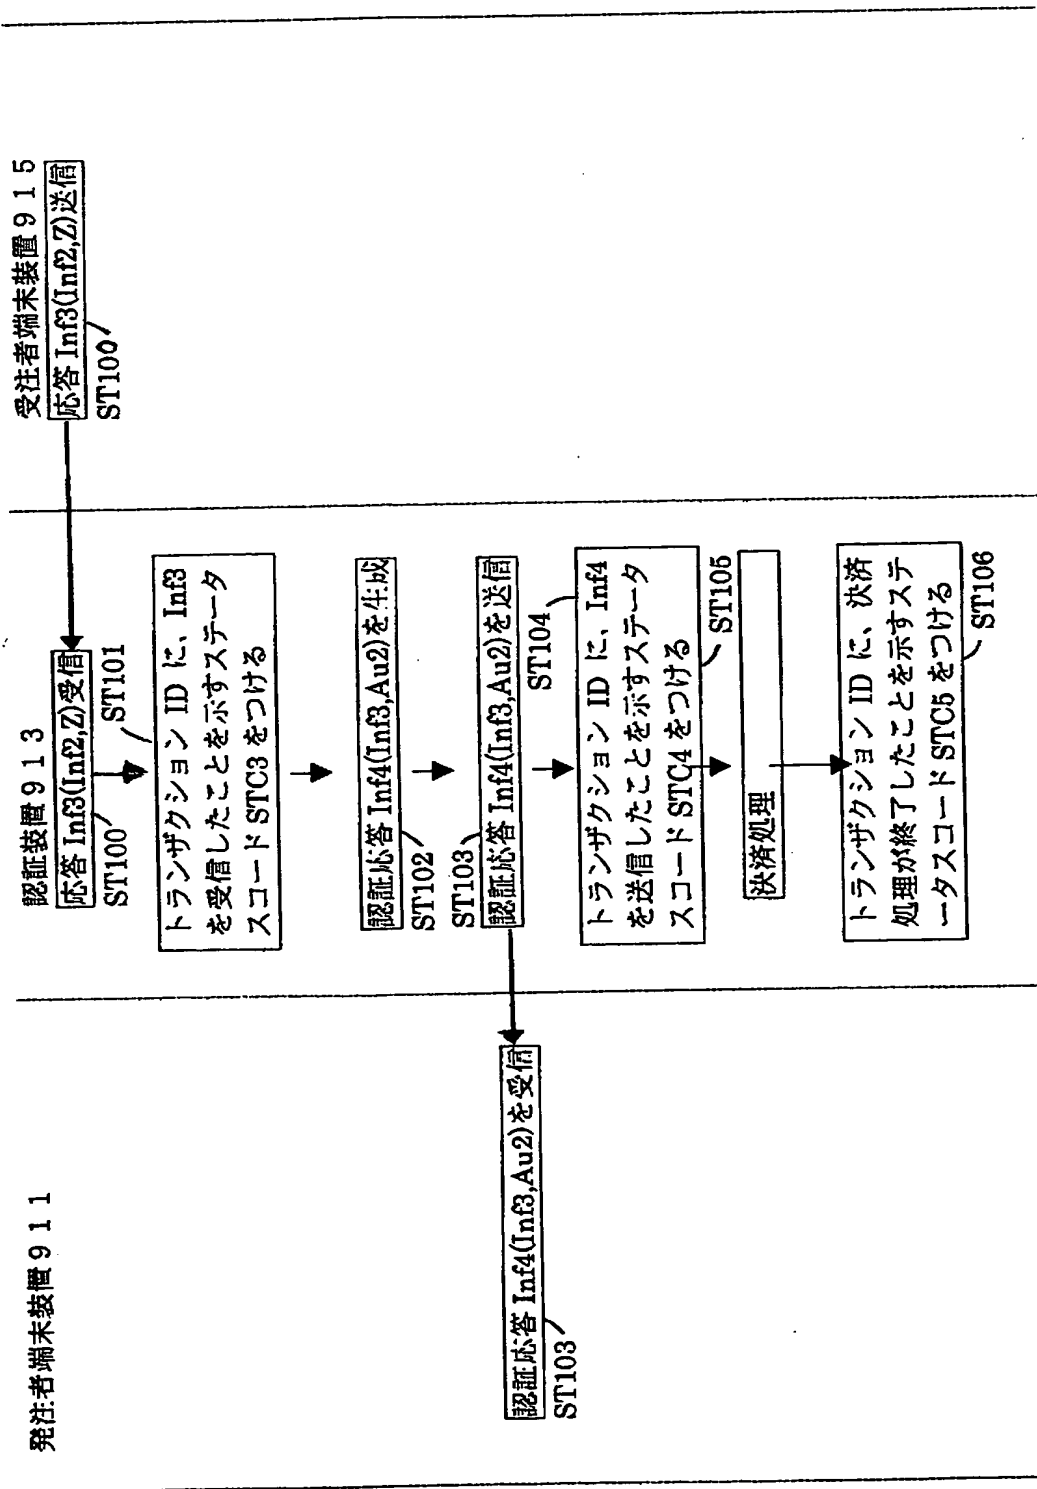 発注者端末装置９１１
認証装置９１３
受注者端末装置９１５
応答 Inf3(Inf2,Z)送信
ST100
応答 Inf3(Inf2,Z)受信
ST100
ST101
トランザクション ID に、Inf3
を受信したことを示すステータ
スコード STC3 をつける
認証応答 Inf4(Inf3,Au2)を生成
ST102
ST103
認証応答 Inf4(Inf3,Au2)を送信
認証応答 Inf4(Inf3,Au2)を受信
ST103
ST104
トランザクション ID に、Inf4
を送信したことを示すステータ
スコード STC4 をつける
ST105
決済処理
トランザクション ID に、決済
処理が終了したことを示すステ
ータスコード STC5 をつける
ST106